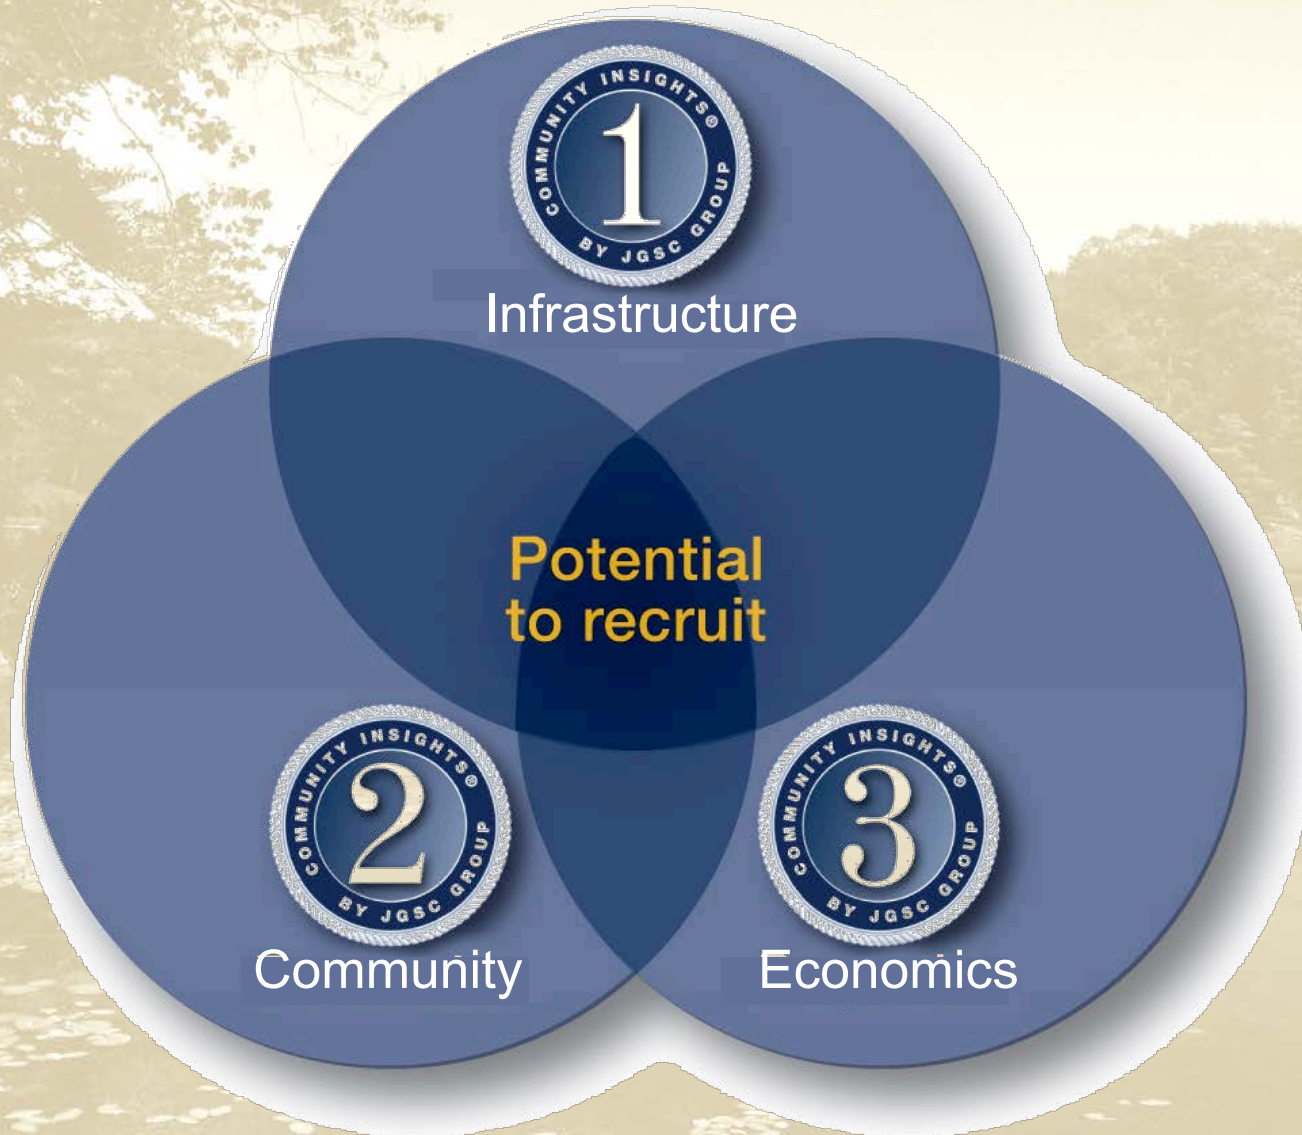 COMMUNITY INSIGHTS®
1
BY JGSC GROUP
Infrastructure
Potential
to recruit
COMMUNITY INSIGHTS®
2
BY JGSC GROUP
Community
COMMUNITY INSIGHTS®
3
BY JGSC GROUP
Economics